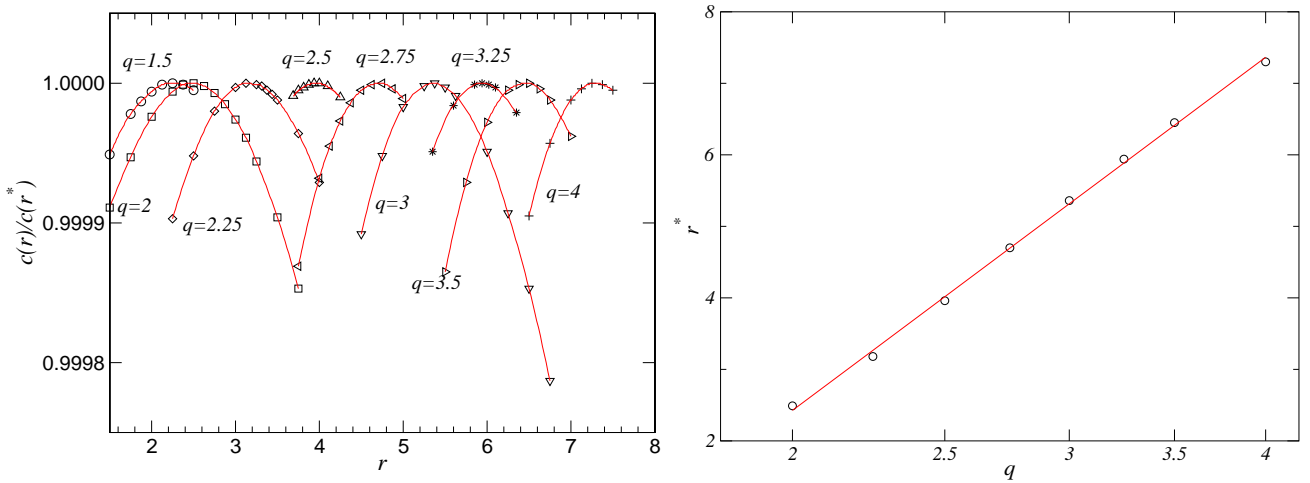 q=1.5
q=2.5
q=2.75
q=3.25
1.0000
0.9999
0.9998
q=2
q=2.25
q=3
q=3.5
q=4
c(r)/c(r*)
2 3 4 5 6 7 8
r
8
6
4
2
r*
2 2.5 3 3.5 4
q